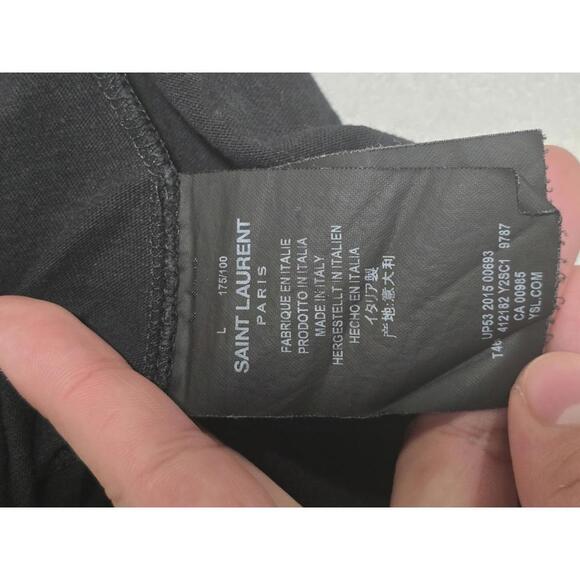 L 175/100
SAINT LAURENT
PARIS
FABRIQUE EN ITALIE
PRODOTTO IN ITALIA
MADE IN ITALY
HERGESTELLT IN ITALIEN
HECHO EN ITALIA
イタリア製
产地:意大利
UP53 2015 00693
412182 Y2SC1 9787
CA 00985
YSL.COM